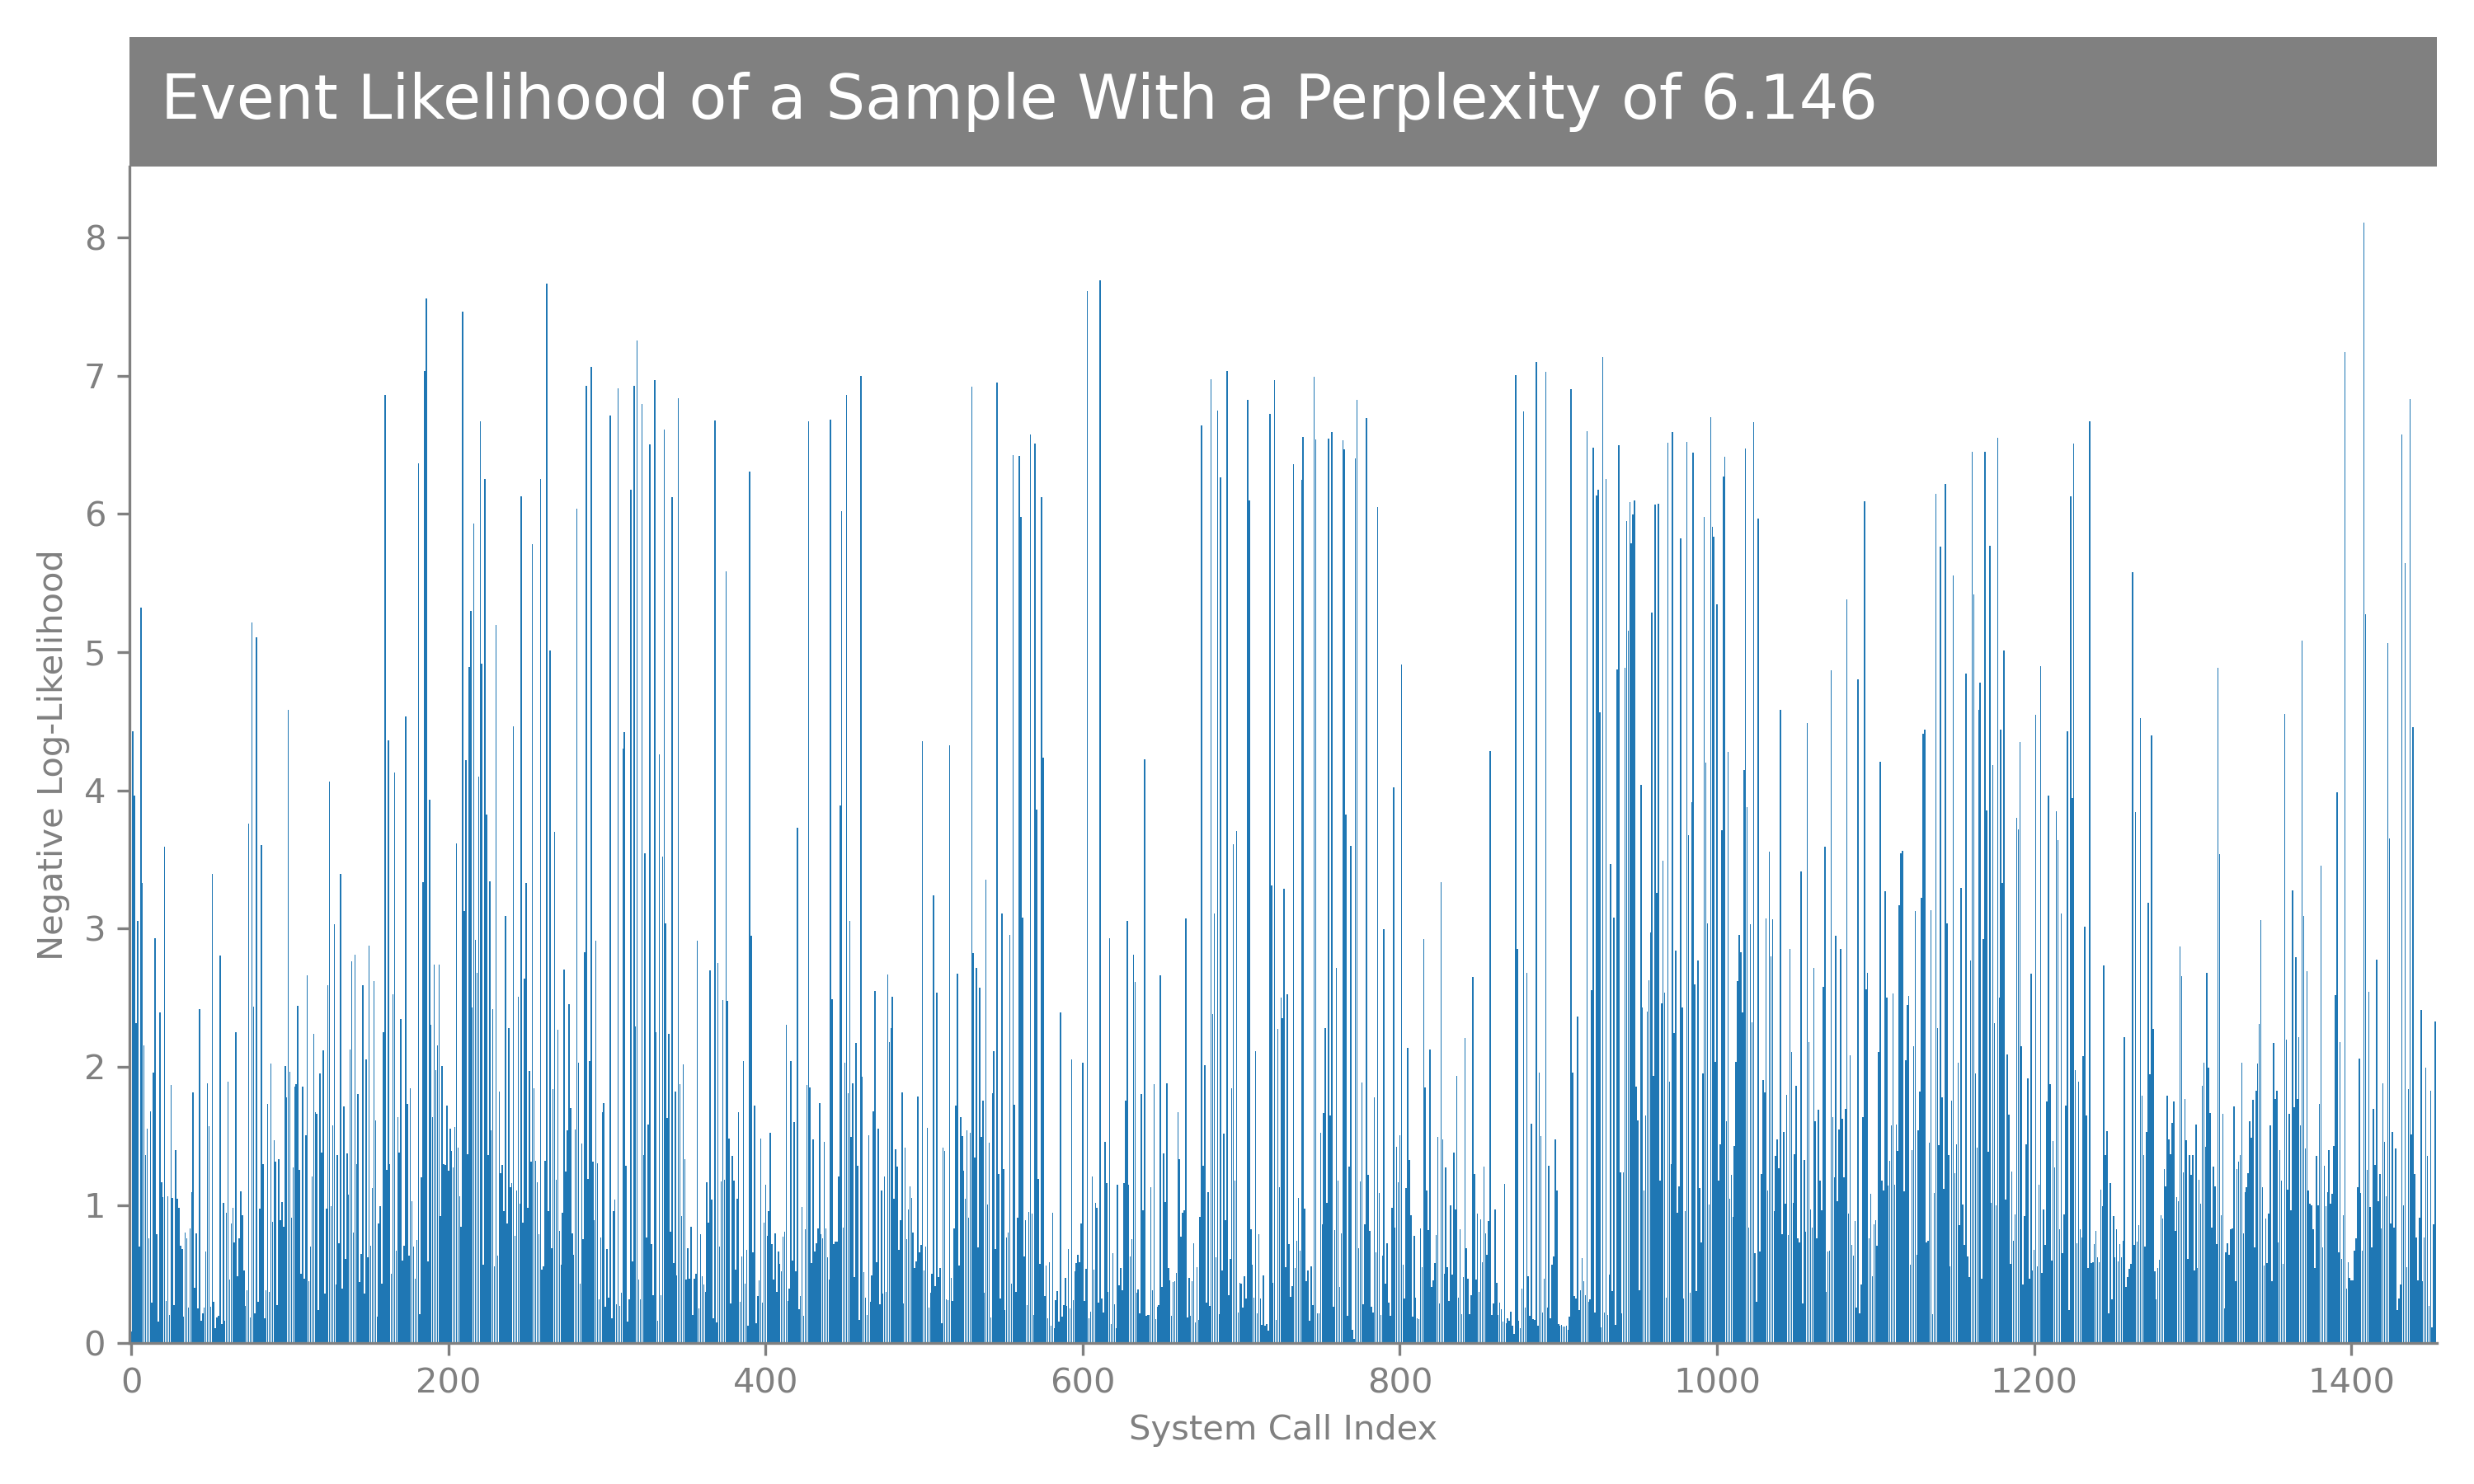 Event Likelihood of a Sample With a Perplexity of 6.146
8
7
6
5
4
3
2
1
0
Negative Log-Likelihood
0 200 400 600 800 1000 1200 1400
System Call Index